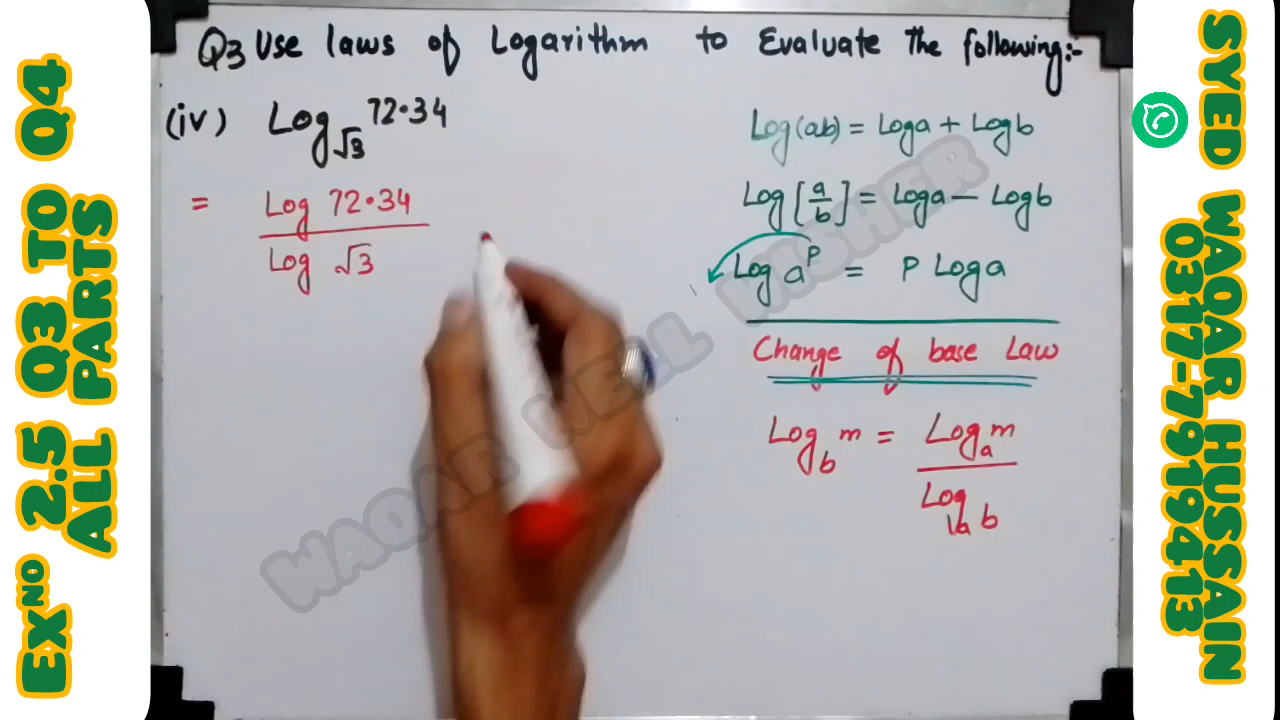 Q3 Use laws of Logarithm to Evaluate The following:-
(iv) Log√3 72·34
= Log 72·34
Log √3
Log(ab) = Loga + Logb
Log[a/b] = Loga - Logb
Log a^P = P Loga
Change of base Law
Log_b m = Log_a m
Log_a b
WAQAR WELL WISHER
EX^NO 2.5 Q3 TO Q4
ALL PARTS
SYED WAQAR HUSSAIN
0317-7919413